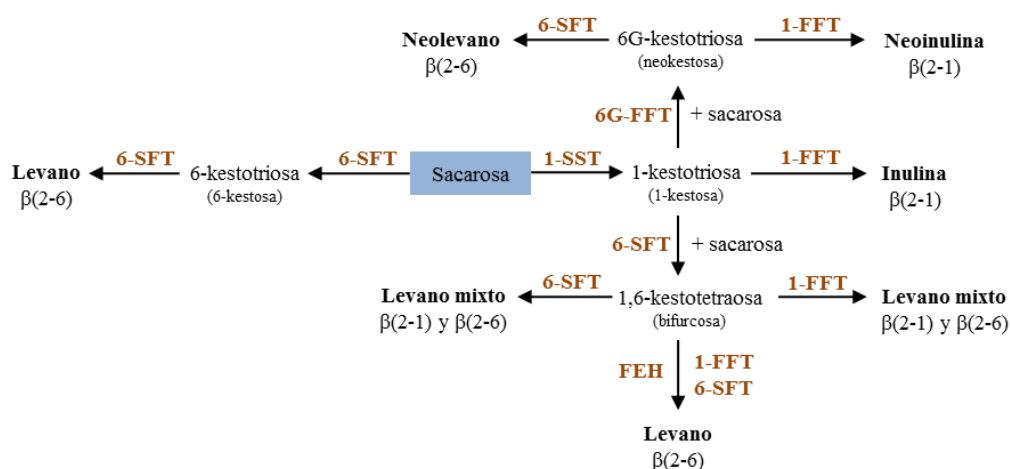 Neolevano 6-SFT 6G-kestotriosa 1-FFT Neoinulina
β(2-6) (neokestosa) β(2-1)
6G-FFT + sacarosa
Levano 6-SFT 6-kestotriosa 6-SFT Sacarosa 1-SST 1-kestotriosa 1-FFT Inulina
β(2-6) (6-kestosa) (1-kestosa) β(2-1)
6-SFT + sacarosa
Levano mixto 6-SFT 1,6-kestotetraosa 1-FFT Levano mixto
β(2-1) y β(2-6) (bifurcosa) β(2-1) y β(2-6)
FEH 1-FFT
6-SFT
Levano
β(2-6)